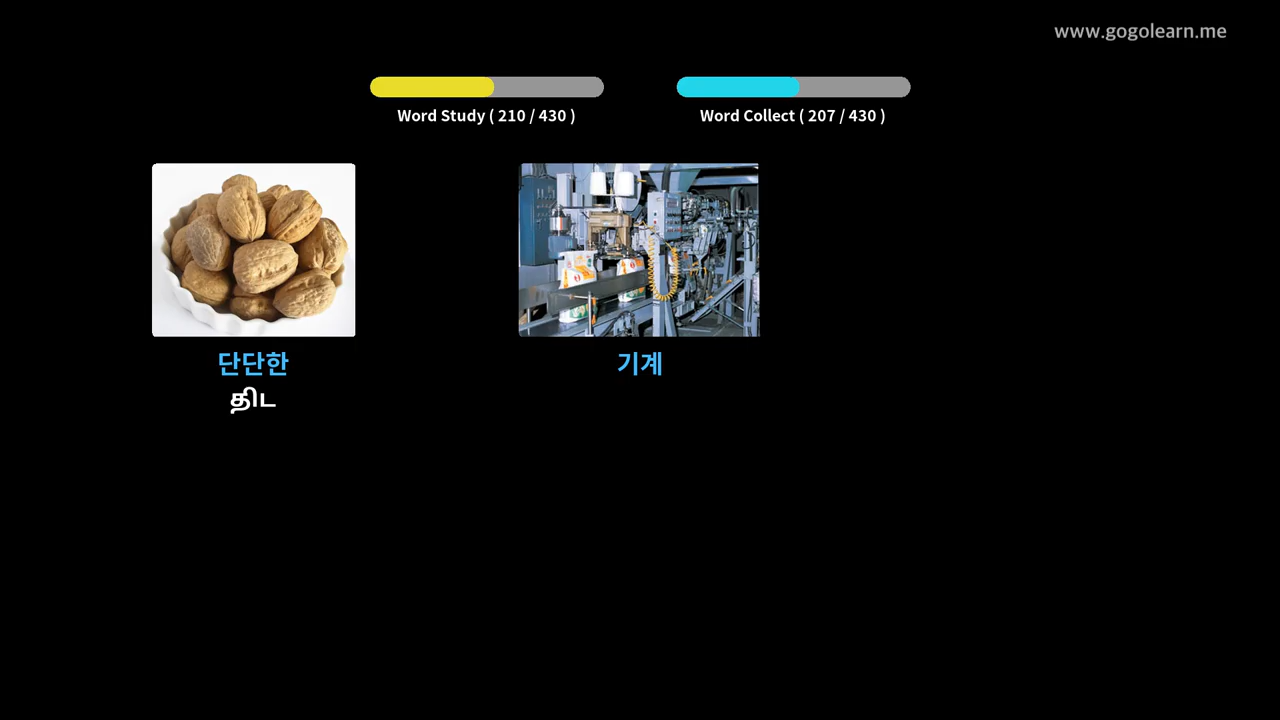 www.gogolearn.me
Word Study ( 210 / 430 )
Word Collect ( 207 / 430 )
단단한
திட
기계